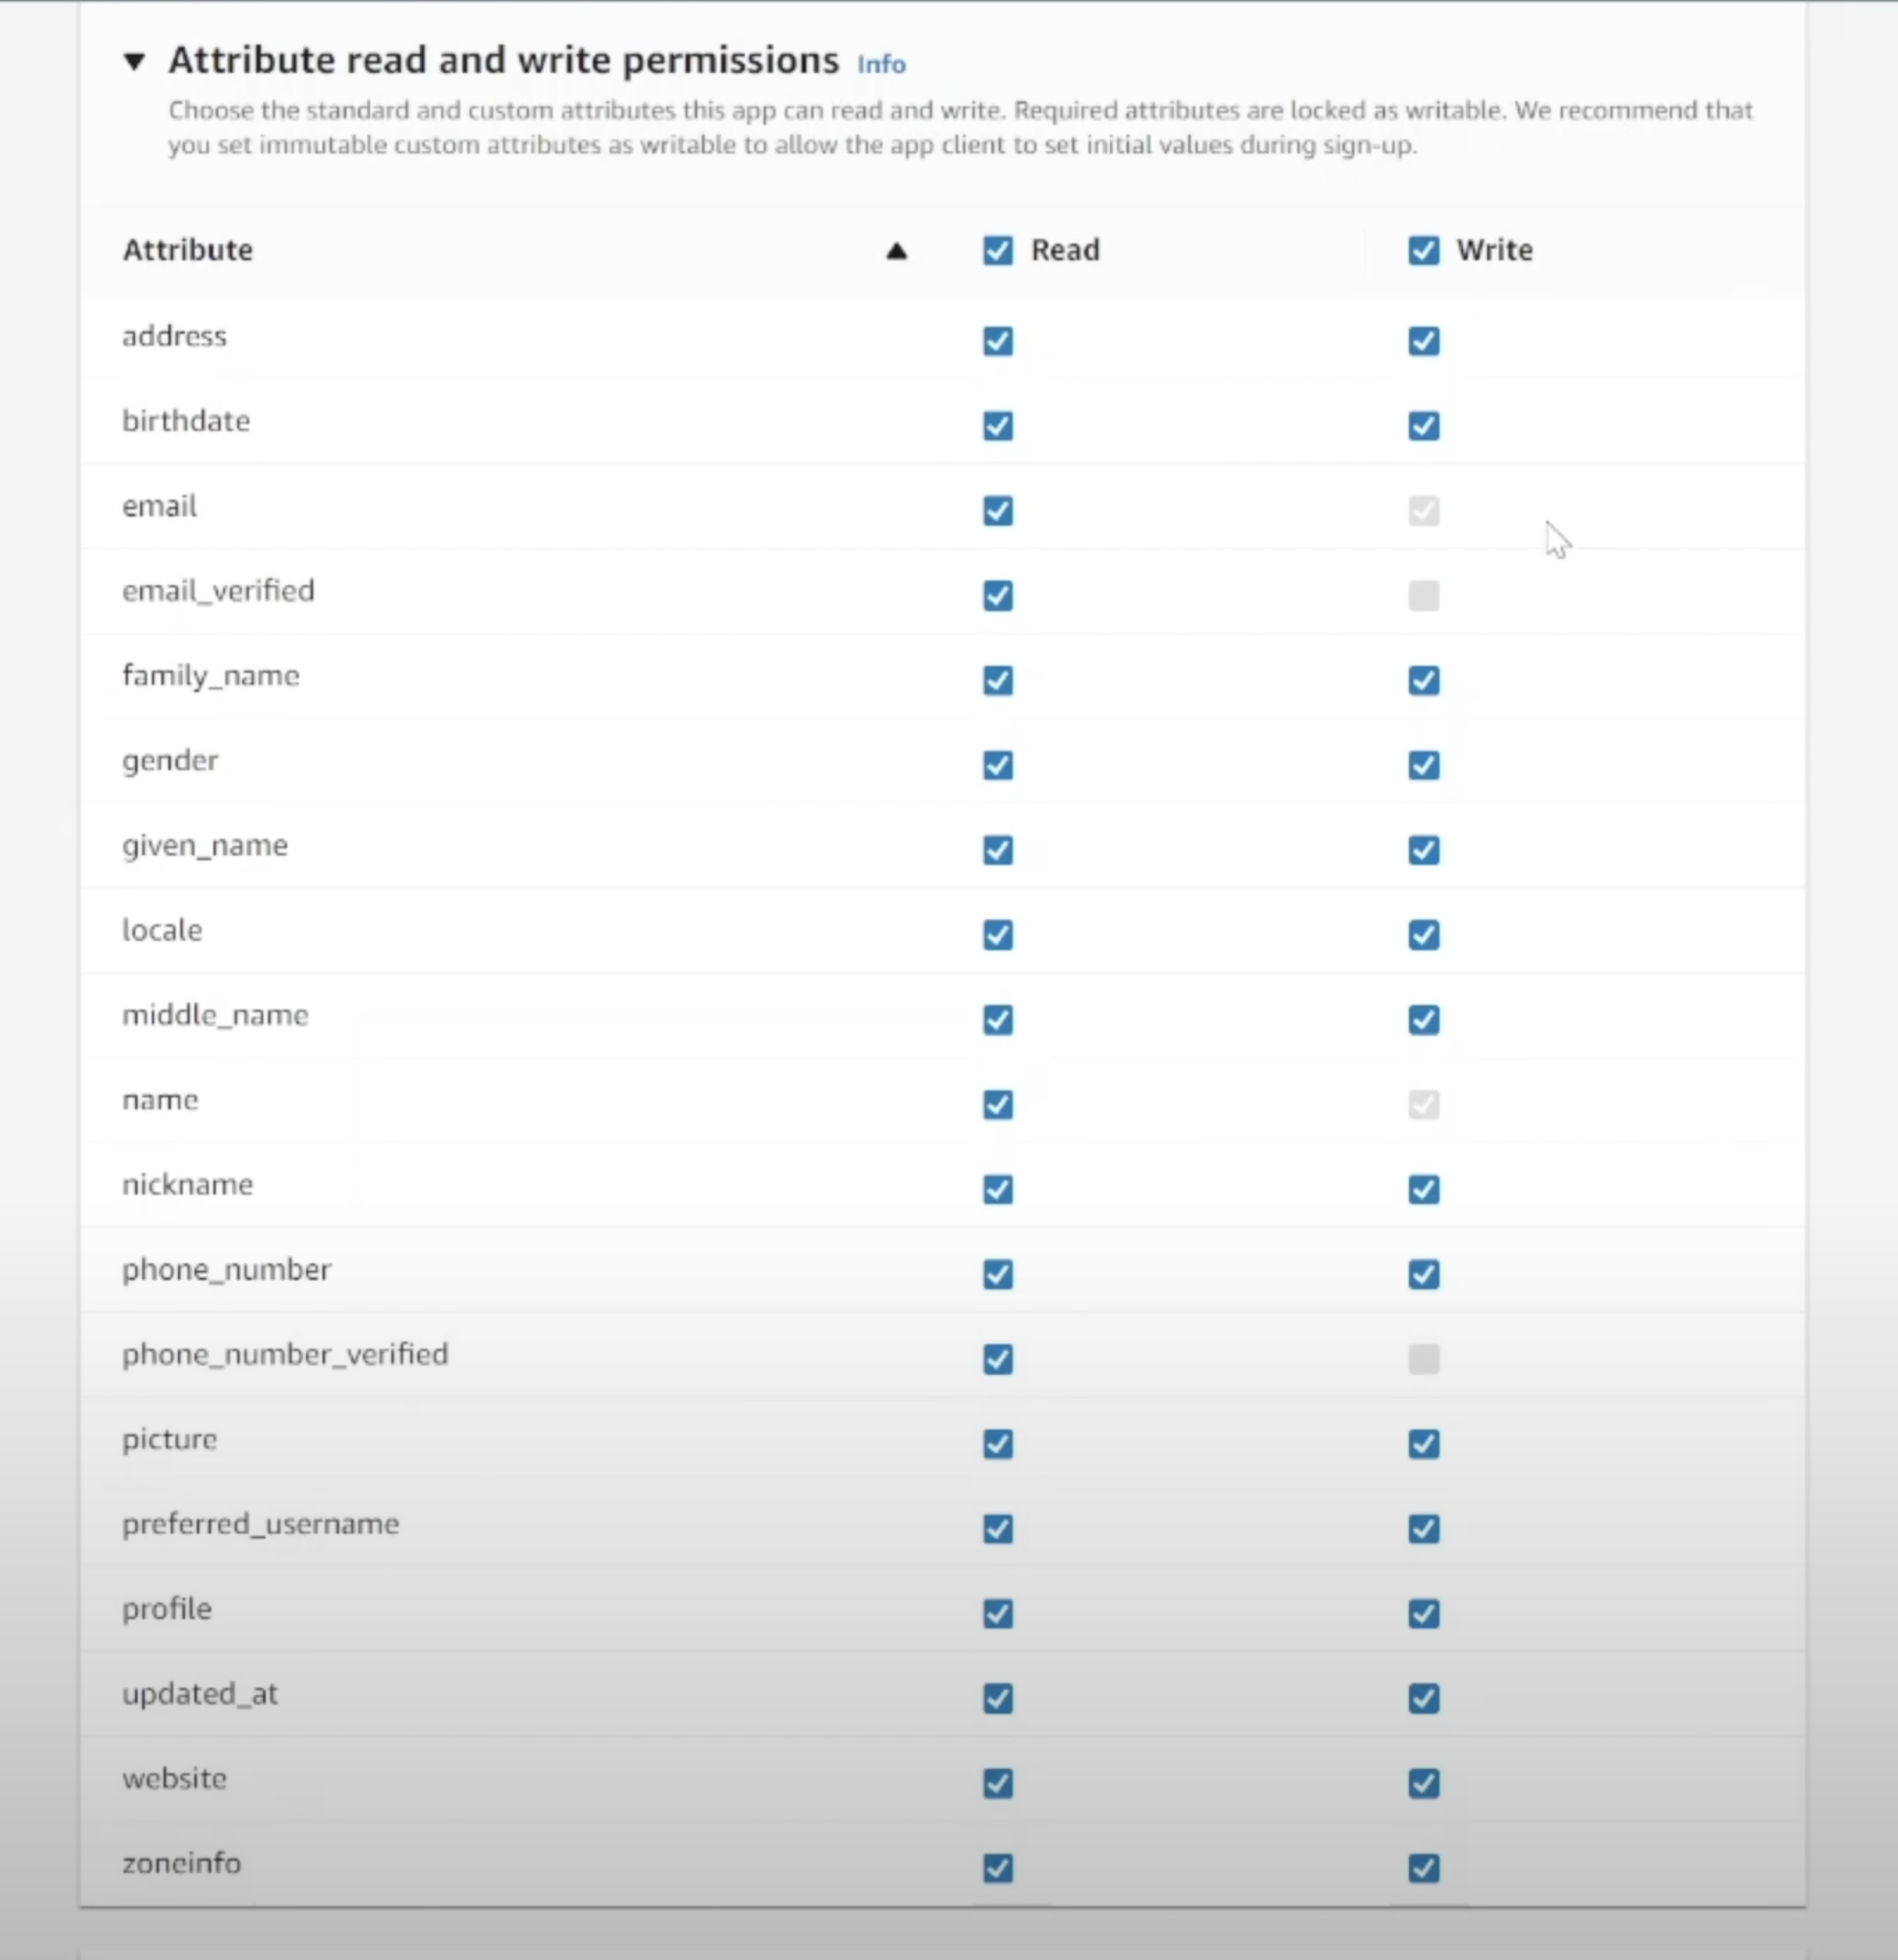 Attribute read and write permissions Info
Choose the standard and custom attributes this app can read and write. Required attributes are locked as writable. We recommend that
you set immutable custom attributes as writable to allow the app client to set initial values during sign-up.
Attribute Read Write
address
birthdate
email
email_verified
family_name
gender
given_name
locale
middle_name
name
nickname
phone_number
phone_number_verified
picture
preferred_username
profile
updated_at
website
zoneinfo